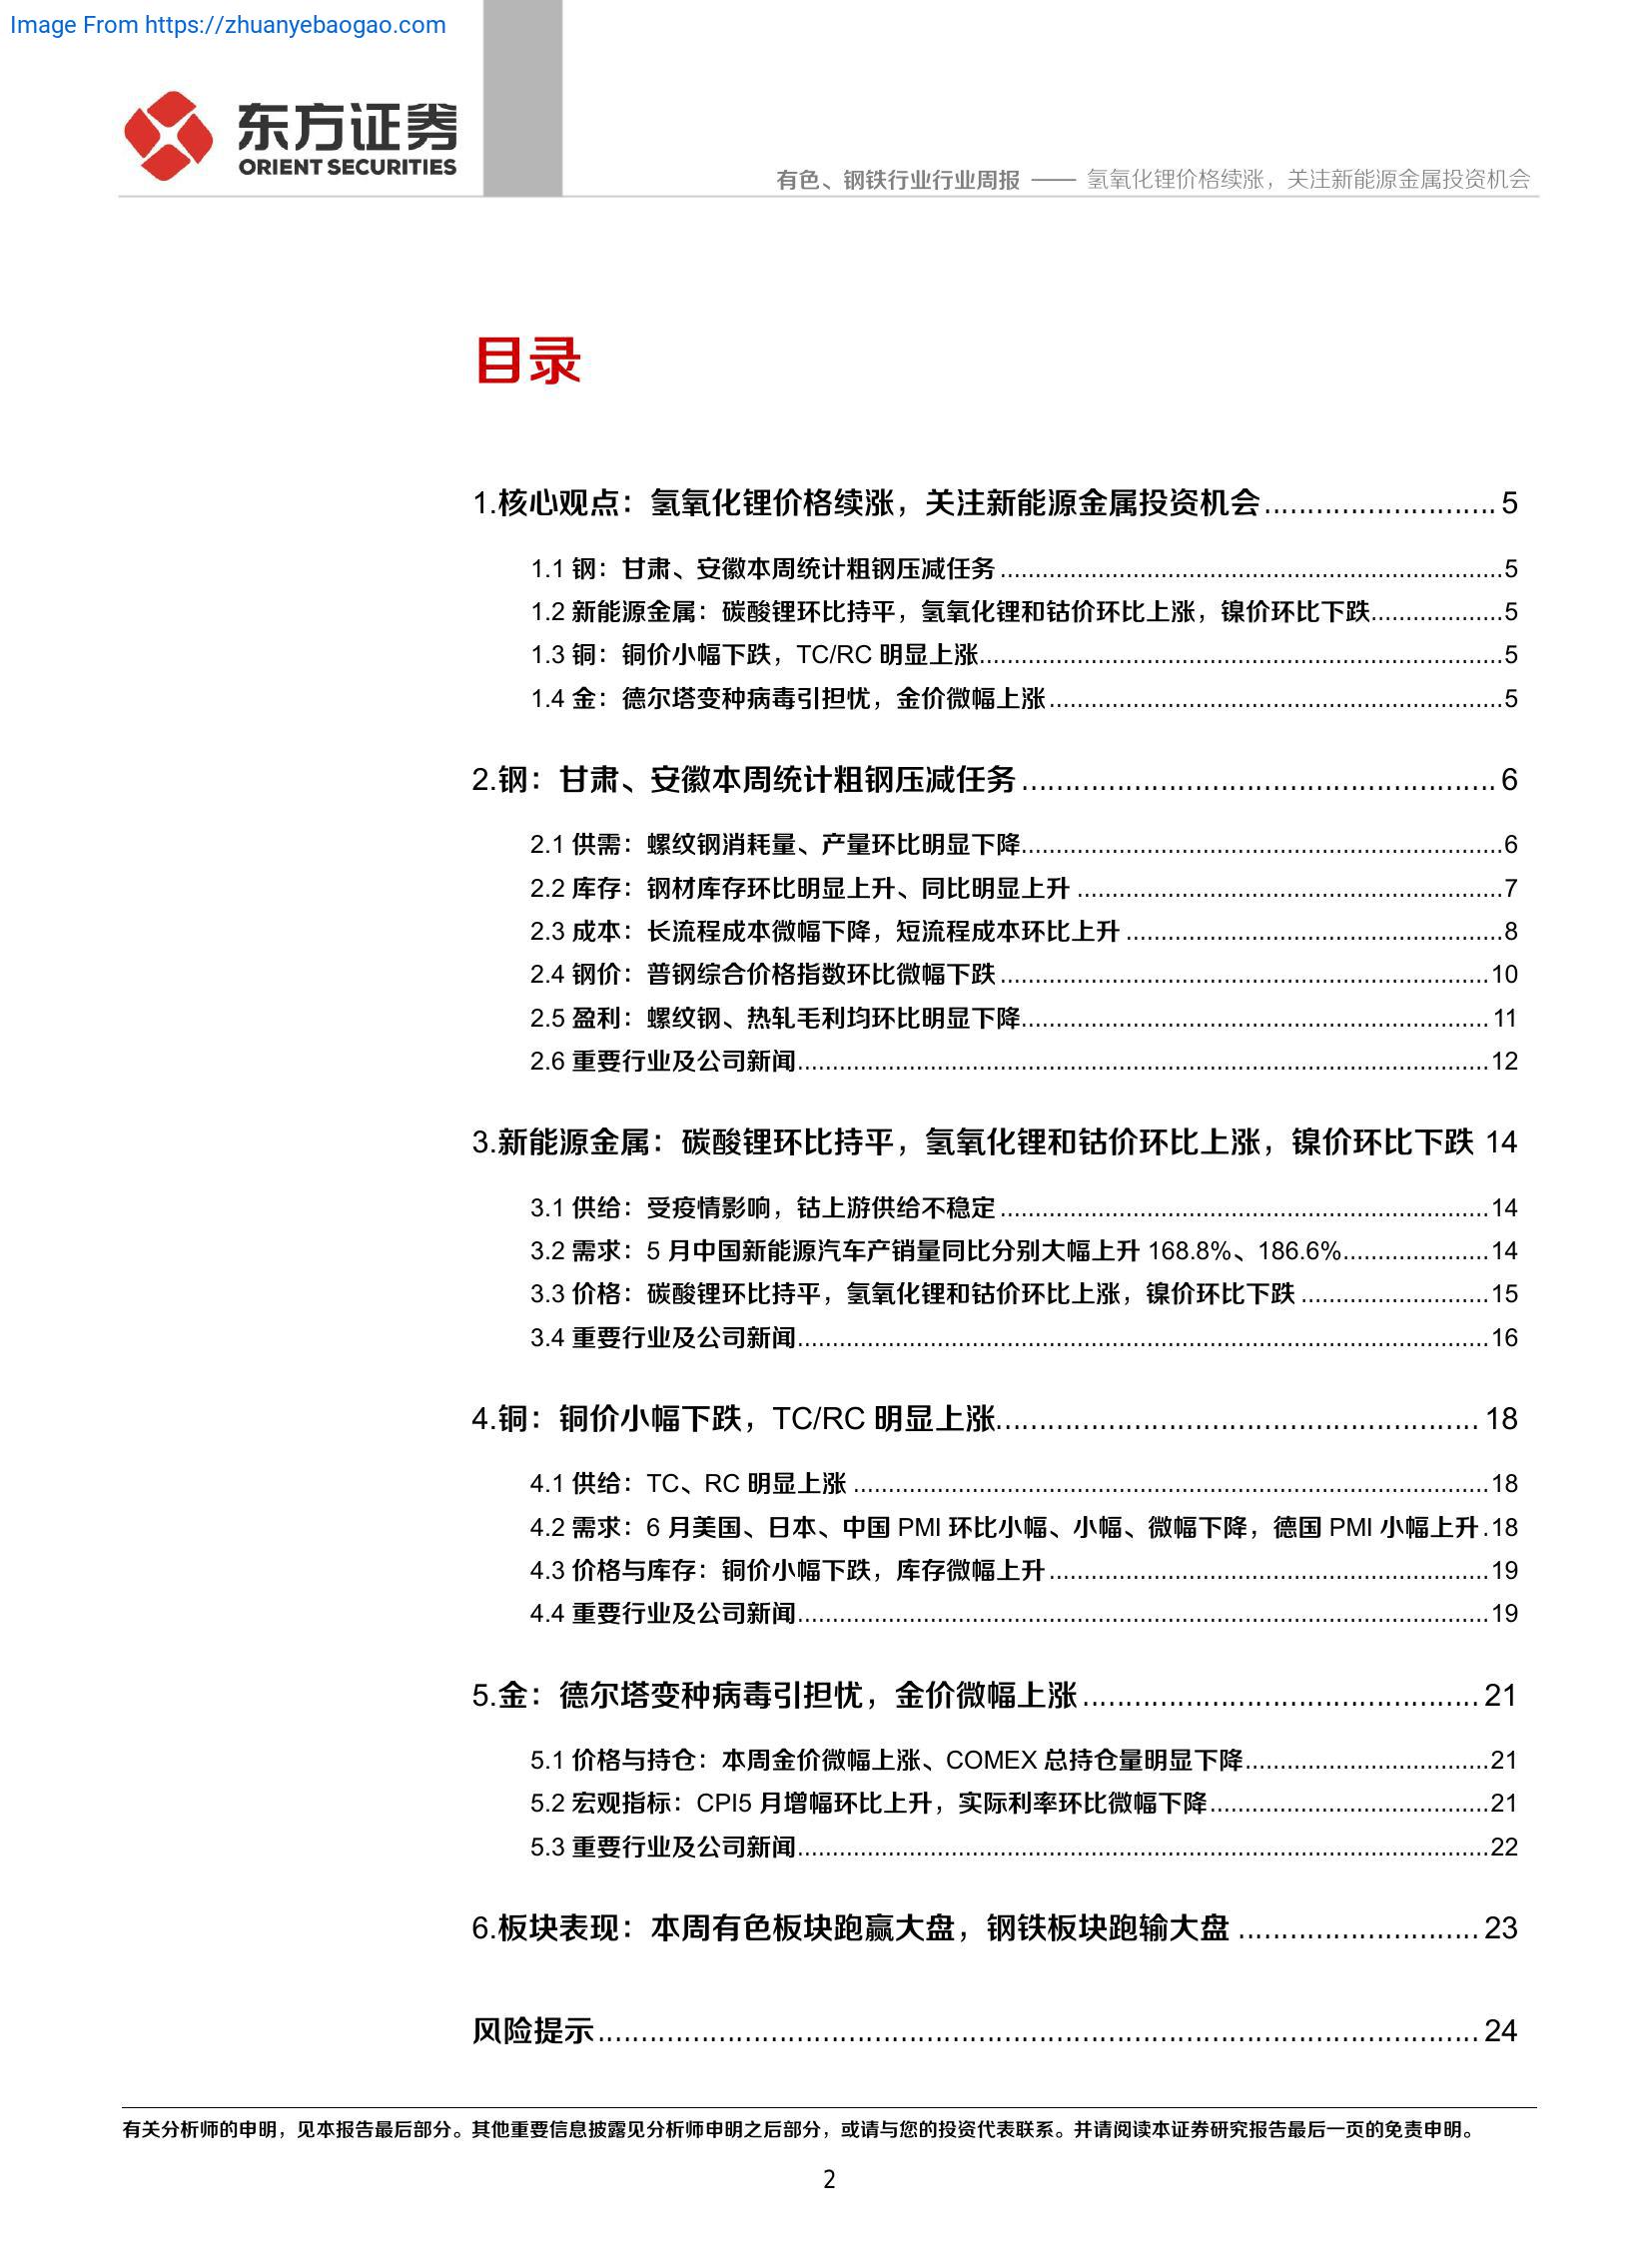 Image From https://zhuanyebaogao.com
东方证券
ORIENT SECURITIES
有色、钢铁行业行业周报 —— 氢氧化锂价格续涨，关注新能源金属投资机会
目录
1.核心观点：氢氧化锂价格续涨，关注新能源金属投资机会........................... 5
1.1 钢：甘肃、安徽本周统计粗钢压减任务........................................................................5
1.2 新能源金属：碳酸锂环比持平，氢氧化锂和钴价环比上涨，镍价环比下跌...................5
1.3 铜：铜价小幅下跌，TC/RC 明显上涨...........................................................................5
1.4 金：德尔塔变种病毒引担忧，金价微幅上涨.................................................................5
2.钢：甘肃、安徽本周统计粗钢压减任务....................................................... 6
2.1 供需：螺纹钢消耗量、产量环比明显下降.....................................................................6
2.2 库存：钢材库存环比明显上升、同比明显上升.............................................................7
2.3 成本：长流程成本微幅下降，短流程成本环比上升......................................................8
2.4 钢价：普钢综合价格指数环比微幅下跌......................................................................10
2.5 盈利：螺纹钢、热轧毛利均环比明显下降...................................................................11
2.6 重要行业及公司新闻...................................................................................................12
3.新能源金属：碳酸锂环比持平，氢氧化锂和钴价环比上涨，镍价环比下跌 14
3.1 供给：受疫情影响，钴上游供给不稳定......................................................................14
3.2 需求：5 月中国新能源汽车产销量同比分别大幅上升 168.8%、186.6%.....................14
3.3 价格：碳酸锂环比持平，氢氧化锂和钴价环比上涨，镍价环比下跌...........................15
3.4 重要行业及公司新闻...................................................................................................16
4.铜：铜价小幅下跌，TC/RC 明显上涨........................................................ 18
4.1 供给：TC、RC 明显上涨...........................................................................................18
4.2 需求：6 月美国、日本、中国 PMI 环比小幅、小幅、微幅下降，德国 PMI 小幅上升.18
4.3 价格与库存：铜价小幅下跌，库存微幅上升...............................................................19
4.4 重要行业及公司新闻...................................................................................................19
5.金：德尔塔变种病毒引担忧，金价微幅上涨.............................................. 21
5.1 价格与持仓：本周金价微幅上涨、COMEX 总持仓量明显下降...................................21
5.2 宏观指标：CPI5 月增幅环比上升，实际利率环比微幅下降........................................21
5.3 重要行业及公司新闻...................................................................................................22
6.板块表现：本周有色板块跑赢大盘，钢铁板块跑输大盘............................ 23
风险提示....................................................................................................... 24
有关分析师的申明，见本报告最后部分。其他重要信息披露见分析师申明之后部分，或请与您的投资代表联系。并请阅读本证券研究报告最后一页的免责申明。
2